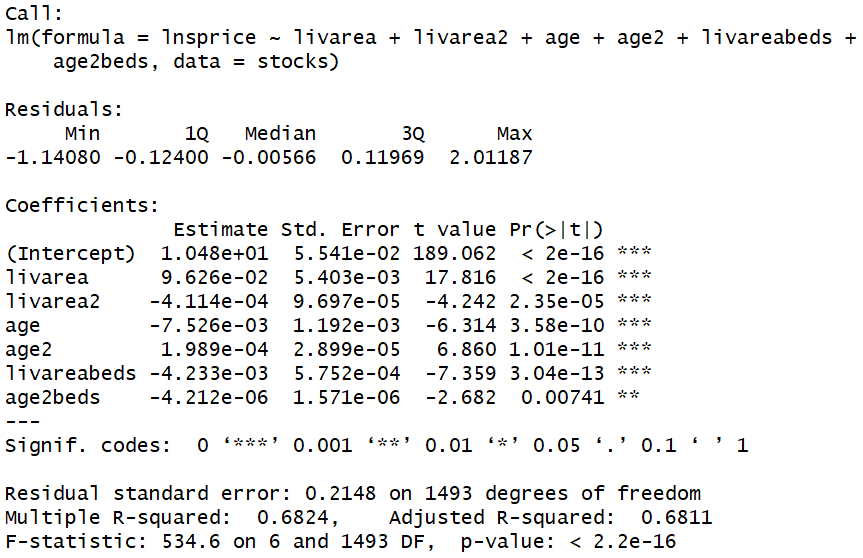 Call:
lm(formula = lnsprice ~ livarea + livarea2 + age + age2 + livareabeds +
    age2beds, data = stocks)

Residuals:
     Min       1Q   Median       3Q      Max
-1.14080 -0.12400 -0.00566  0.11969  2.01187

Coefficients:
              Estimate Std. Error t value Pr(>|t|)
(Intercept)  1.048e+01  5.541e-02 189.062  < 2e-16 ***
livarea      9.626e-02  5.403e-03  17.816  < 2e-16 ***
livarea2    -4.114e-04  9.697e-05  -4.242 2.35e-05 ***
age         -7.526e-03  1.192e-03  -6.314 3.58e-10 ***
age2         1.989e-04  2.899e-05   6.860 1.01e-11 ***
livareabeds -4.233e-03  5.752e-04  -7.359 3.04e-13 ***
age2beds    -4.212e-06  1.571e-06  -2.682  0.00741 **
---
Signif. codes:  0 ‘***’ 0.001 ‘**’ 0.01 ‘*’ 0.05 ‘.’ 0.1 ‘ ’ 1

Residual standard error: 0.2148 on 1493 degrees of freedom
Multiple R-squared:  0.6824,    Adjusted R-squared:  0.6811
F-statistic: 534.6 on 6 and 1493 DF,  p-value: < 2.2e-16